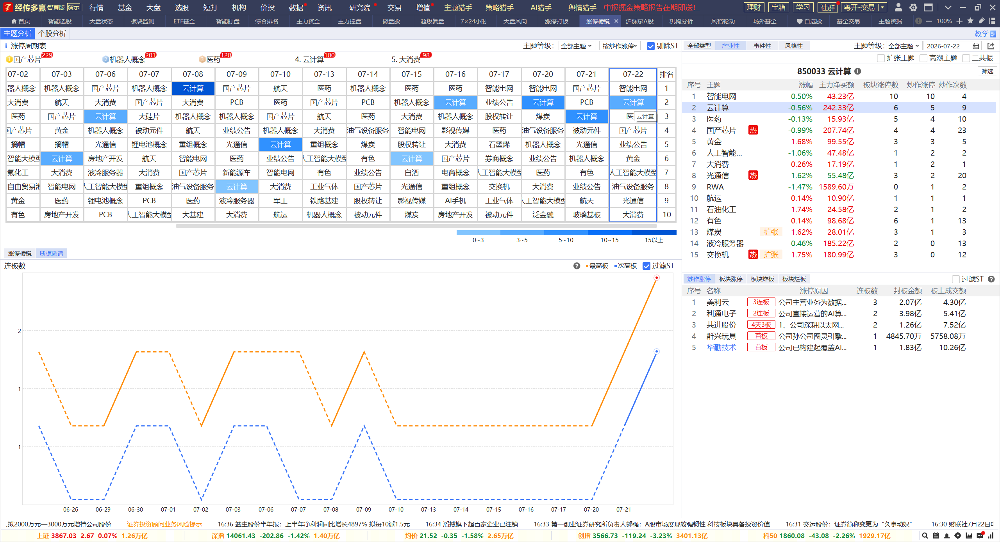 经传多赢 智尊版 演示 行情 基金 大盘 选股 短打 机构 价投 数据 资讯 研究院 交易 增值 主题猎手 策略猎手 AI猎手 舆情猎手 中报掘金策略报告在期即送！ 理财 宝箱 学习 社群 粤开-交易
首页 智能选股 大盘状态 板块监测 ETF基金 智能盯盘 综合排名 主力资金 主力控盘 微盘股 超级复盘 7×24小时 大盘风向 涨停打板 涨停棱镜 沪深京A股 机构分析 风格轮动 场外基金 自选股 基金交易 主题挖掘 100%
主题分析 个股分析 教学
涨停周期表 主题等级： 全部主题 按炒作涨停 剔除ST
1 国产芯片 229 2 机器人概念 201 3 医药 120 4. 云计算 100 5. 大消费 98
07-02 07-03 07-06 07-07 07-08 07-09 07-10 07-13 07-14 07-15 07-16 07-17 07-20 07-21 07-22 排名
器人概念 机器人概念 国产芯片 机器人概念 云计算 国产芯片 航天 医药 机器人概念 医药 医药 智能电网 智能电网 国产芯片 智能电网 1
大消费 航天 大消费 国产芯片 大消费 PCB 医药 国产芯片 PCB 机器人概念 云计算 业绩公告 云计算 PCB 云计算 2
医药 国产芯片 云计算 大硅片 机器人概念 机器人概念 国产芯片 航天 医药 大消费 机器人概念 股权转让 煤炭 云计算 医 云计算 3
国产芯片 黄金 机器人概念 被动元件 航天 业绩公告 机器人概念 大消费 油气设备服务 智能电网 影视传媒 医药 油气设备服务 被动元件 国产芯片 4
摘帽 摘帽 光通信 锂电池概念 重组概念 光通信 云计算 重组概念 煤炭 股权转让 大消费 石墨烯 机器人概念 光通信 业绩公告 5
智能大模型 云计算 房地产开发 航天 智能电网 医药 业绩公告 人工智能大模型 有色 云计算 国产芯片 券商概念 业绩公告 机器人概念 黄金 6
氟化工 大消费 液冷服务器 大消费 国产芯片 新能源车 智能电网 有色 业绩公告 白酒 电商概念 人工智能大模型 医药 有色 人工智能大模型 7
自由贸易港 智能电网 人工智能大模型 重组概念 油气设备服务 云计算 大消费 工业气体 国产芯片 光通信 重组概念 交换机 大消费 业绩公告 油气设备服务 8
黄金 医药 锂电池概念 PCB 医药 液冷服务器 军工 铁路基建 股权转让 影视传媒 AI手机 工业气体 人工智能大模型 航天 光通信 9
有色 房地产开发 PCB 人工智能大模型 大基建 大消费 航运 机器人概念 被动元件 煤炭 房地产开发 被动元件 泛金融 玻璃基板 大消费 10
0~3 3~5 5~10 10~15 15以上
涨停棱镜 断板图谱
连板数 最高板 次高板 过滤ST
2
1
1
06-26 06-29 06-30 07-01 07-02 07-03 07-06 07-07 07-08 07-09 07-10 07-13 07-14 07-15 07-16 07-17 07-20 07-21
全部类型 产业性 事件性 风格性 主题等级： 全部主题 2026-07-22
扩张主题 高潮主题 三共振
850033 云计算 筛选
序号 主题 涨幅 主力净买额 板块涨停数 炒作涨停 炒作次数
1 智能电网 -0.50% 43.23亿 10 10 4
2 云计算 -0.56% 242.33亿 6 5 9
3 医药 -0.13% 15.93亿 5 4 10
4 国产芯片 热 -0.99% 207.74亿 4 4 23
5 黄金 1.68% 99.55亿 3 3 5
6 人工智能... -1.06% 47.48亿 1 2 2
7 大消费 0.26% 17.19亿 1 2 1
8 光通信 热 -1.62% -55.48亿 3 2 20
9 RWA -1.47% 1589.60万 0 1 2
10 航运 0.14% 10.90亿 1 1 1
11 石油化工 1.74% 24.58亿 2 1 2
12 有色 0.14% 98.68亿 6 1 13
13 煤炭 扩张 1.62% 28.01亿 3 1 3
14 液冷服务器 -0.46% 185.22亿 2 0 13
15 交换机 热 扩张 1.75% 180.99亿 3 0 12
炒作涨停 板块涨停 板块炸板 板块烂板 过滤ST
序号 名称 涨停原因 连板数 封板金额 板上成交额
1 美利云 3连板 公司主营业务为数据... 3 2.07亿 4.30亿
2 利通电子 2连板 公司直接运营的AI算... 2 3.98亿 5.41亿
3 共进股份 4天3板 1、公司深耕以太网... 2 1.26亿 7.52亿
4 群兴玩具 首板 公司孙公司图灵引擎... 1 4845.70万 5758.08万
5 华勤技术 首板 公司已构建起覆盖AI... 1 1.83亿 10.26亿
拟2000万元—3000万元增持公司股份 证券投资顾问业务风险提示 16:36 益生股份半年报：上半年净利润同比增长4897% 拟每10派1.5元 16:34 滔搏旗下超百家企业已注销 16:33 第一创业证券研究所负责人郭强：A股市场展现较强韧性 科技板块具备投资价值 16:31 交运股份：证券简称变更为“久事动娱” 16:30 财联社7月22日
上证 3867.03 2.67 0.07% 1.26万亿 深指 14061.43 -202.86 -1.42% 1.40万亿 均价 21.52 -0.35 -1.58% 2.65万亿 创指 3566.73 -119.24 -3.23% 3401.13亿 科50 1860.08 -43.08 -2.26% 1929.17亿